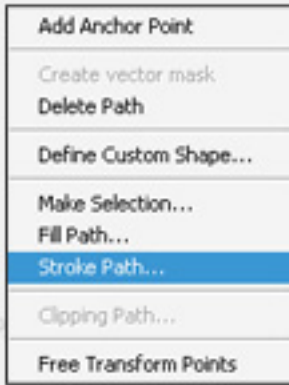 Add Anchor Point
Create vector mask
Delete Path
Define Custom Shape...
Make Selection...
Fill Path...
Stroke Path...
Clipping Path...
Free Transform Points